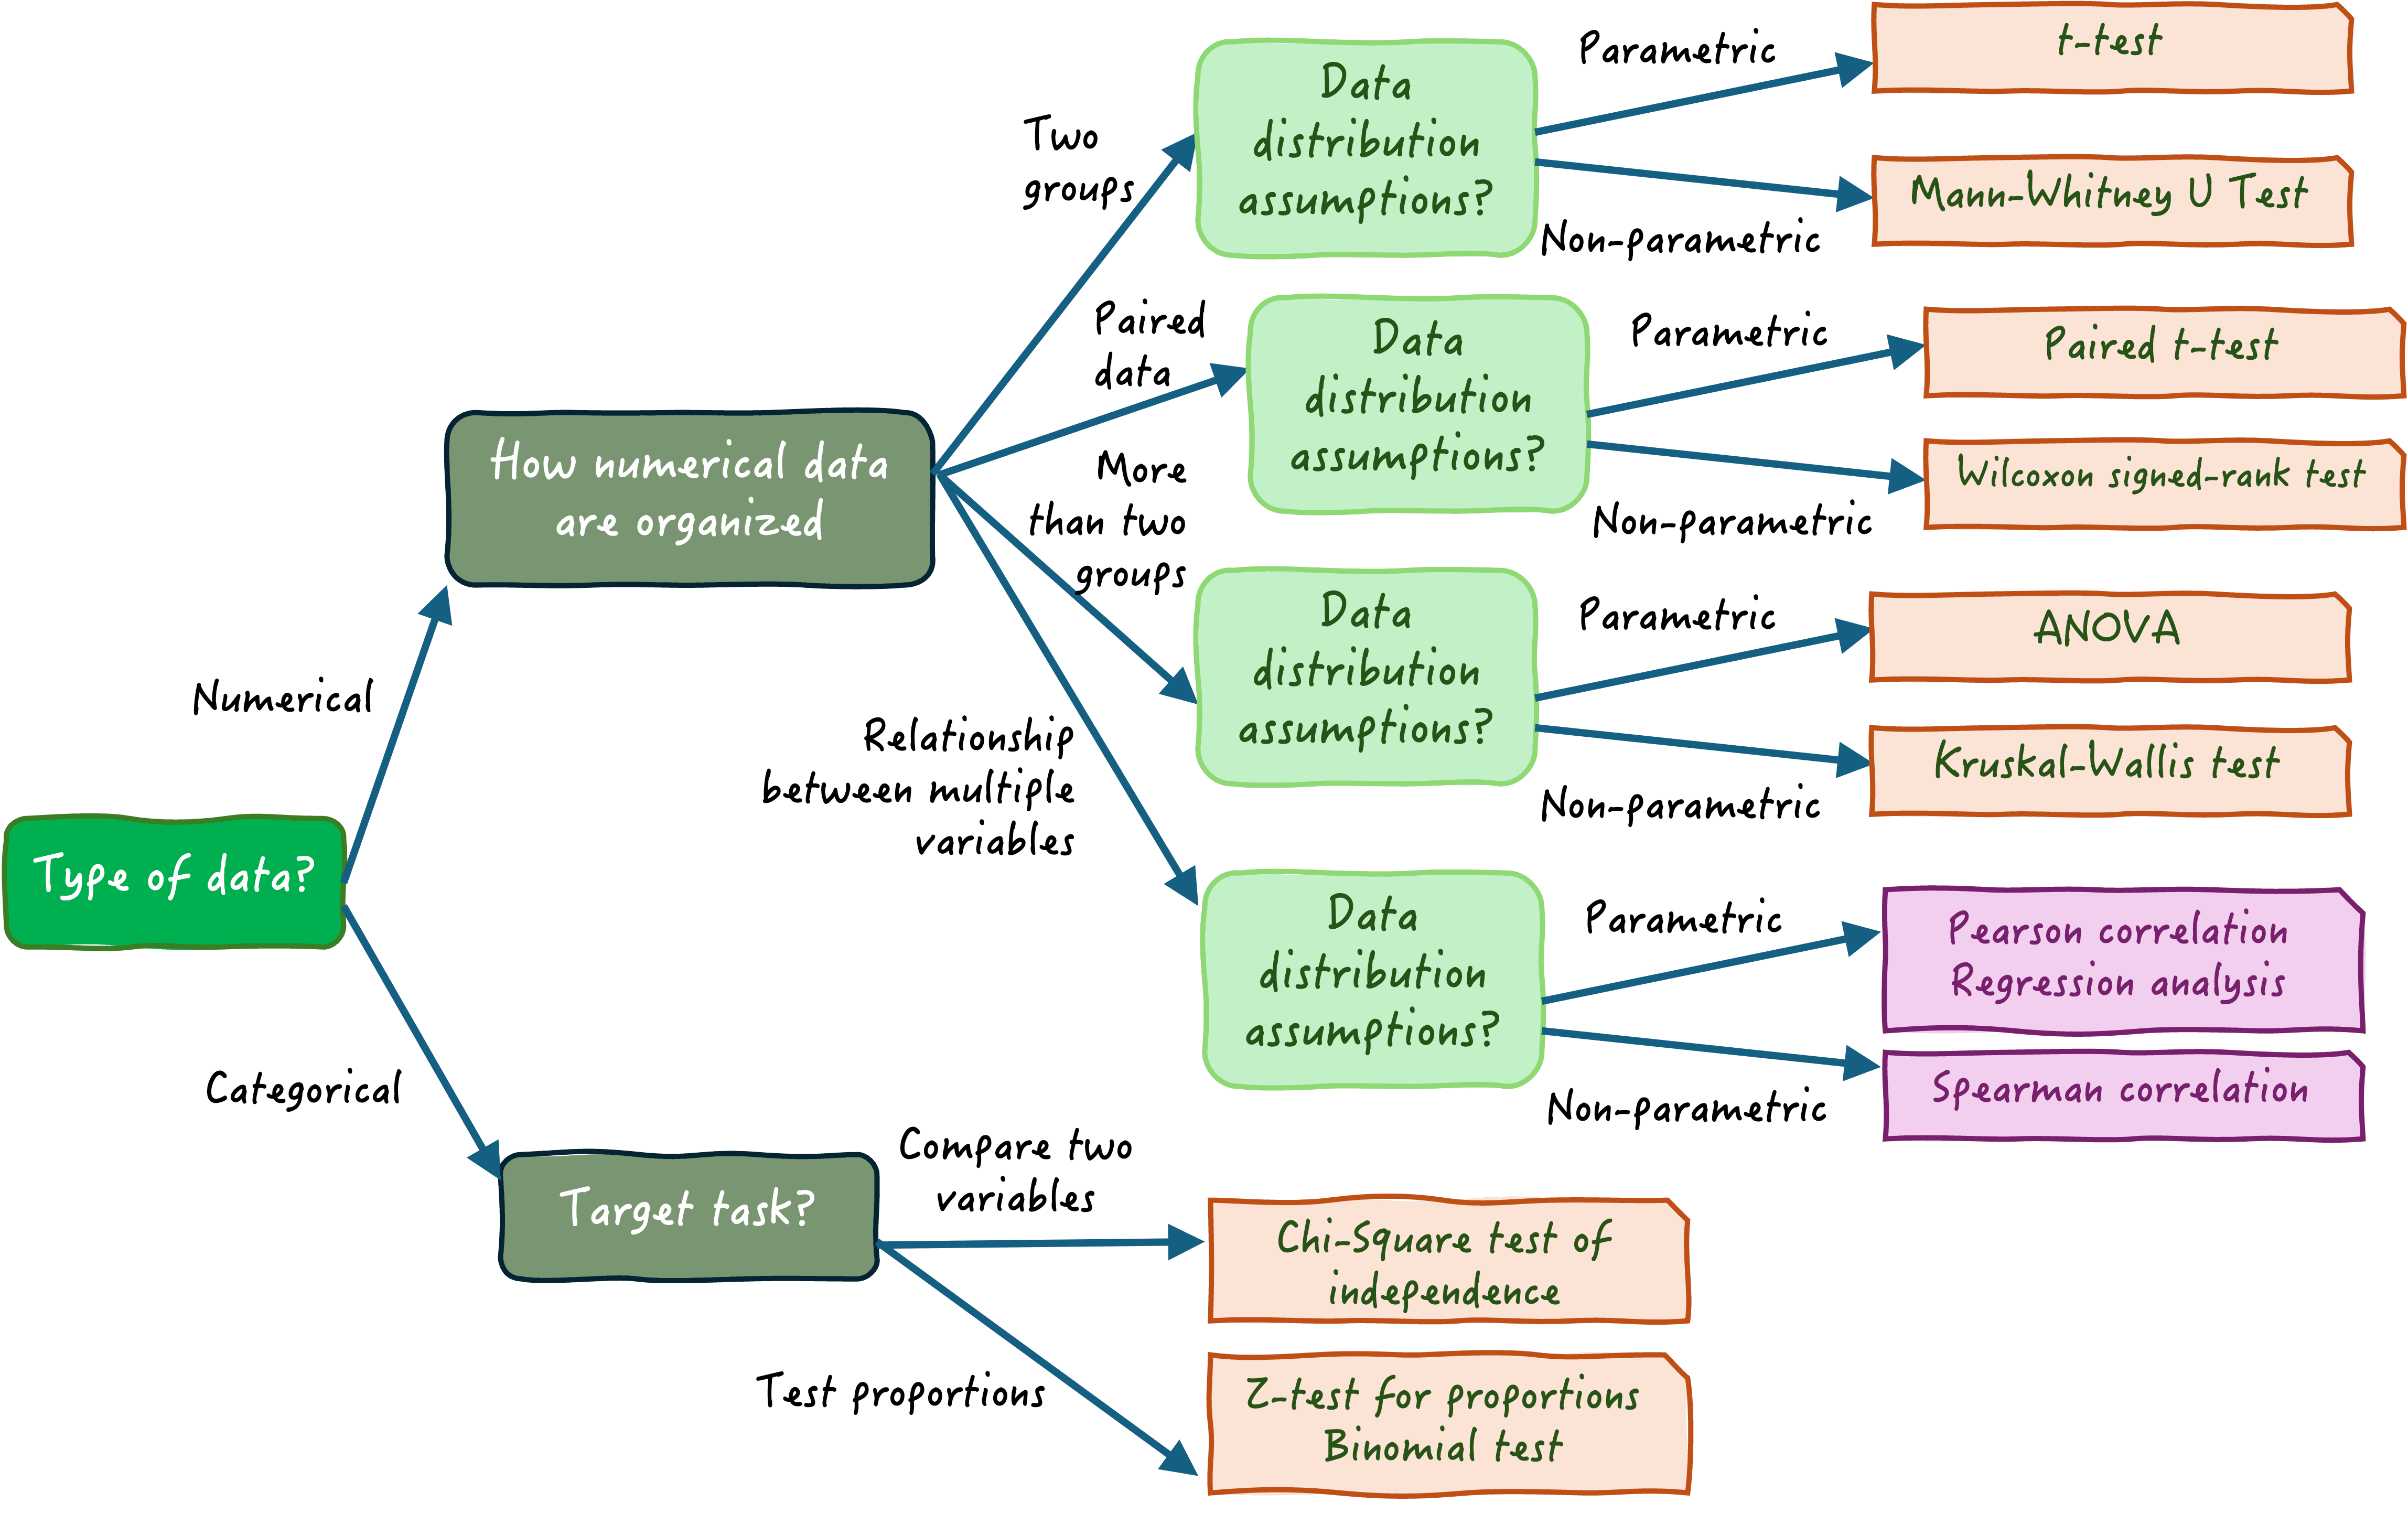 Type of data?
Numerical
Categorical
How numerical data
are organized
Two
groups
Data
distribution
assumptions?
Parametric
t-test
Non-parametric
Mann-Whitney U Test
Paired
data
Data
distribution
assumptions?
Parametric
Paired t-test
Non-parametric
Wilcoxon signed-rank test
More
than two
groups
Data
distribution
assumptions?
Parametric
ANOVA
Non-parametric
Kruskal-Wallis test
Relationship
between multiple
variables
Data
distribution
assumptions?
Parametric
Pearson correlation
Regression analysis
Non-parametric
Spearman correlation
Target task?
Compare two
variables
Chi-Square test of
independence
Test proportions
Z-test for proportions
Binomial test